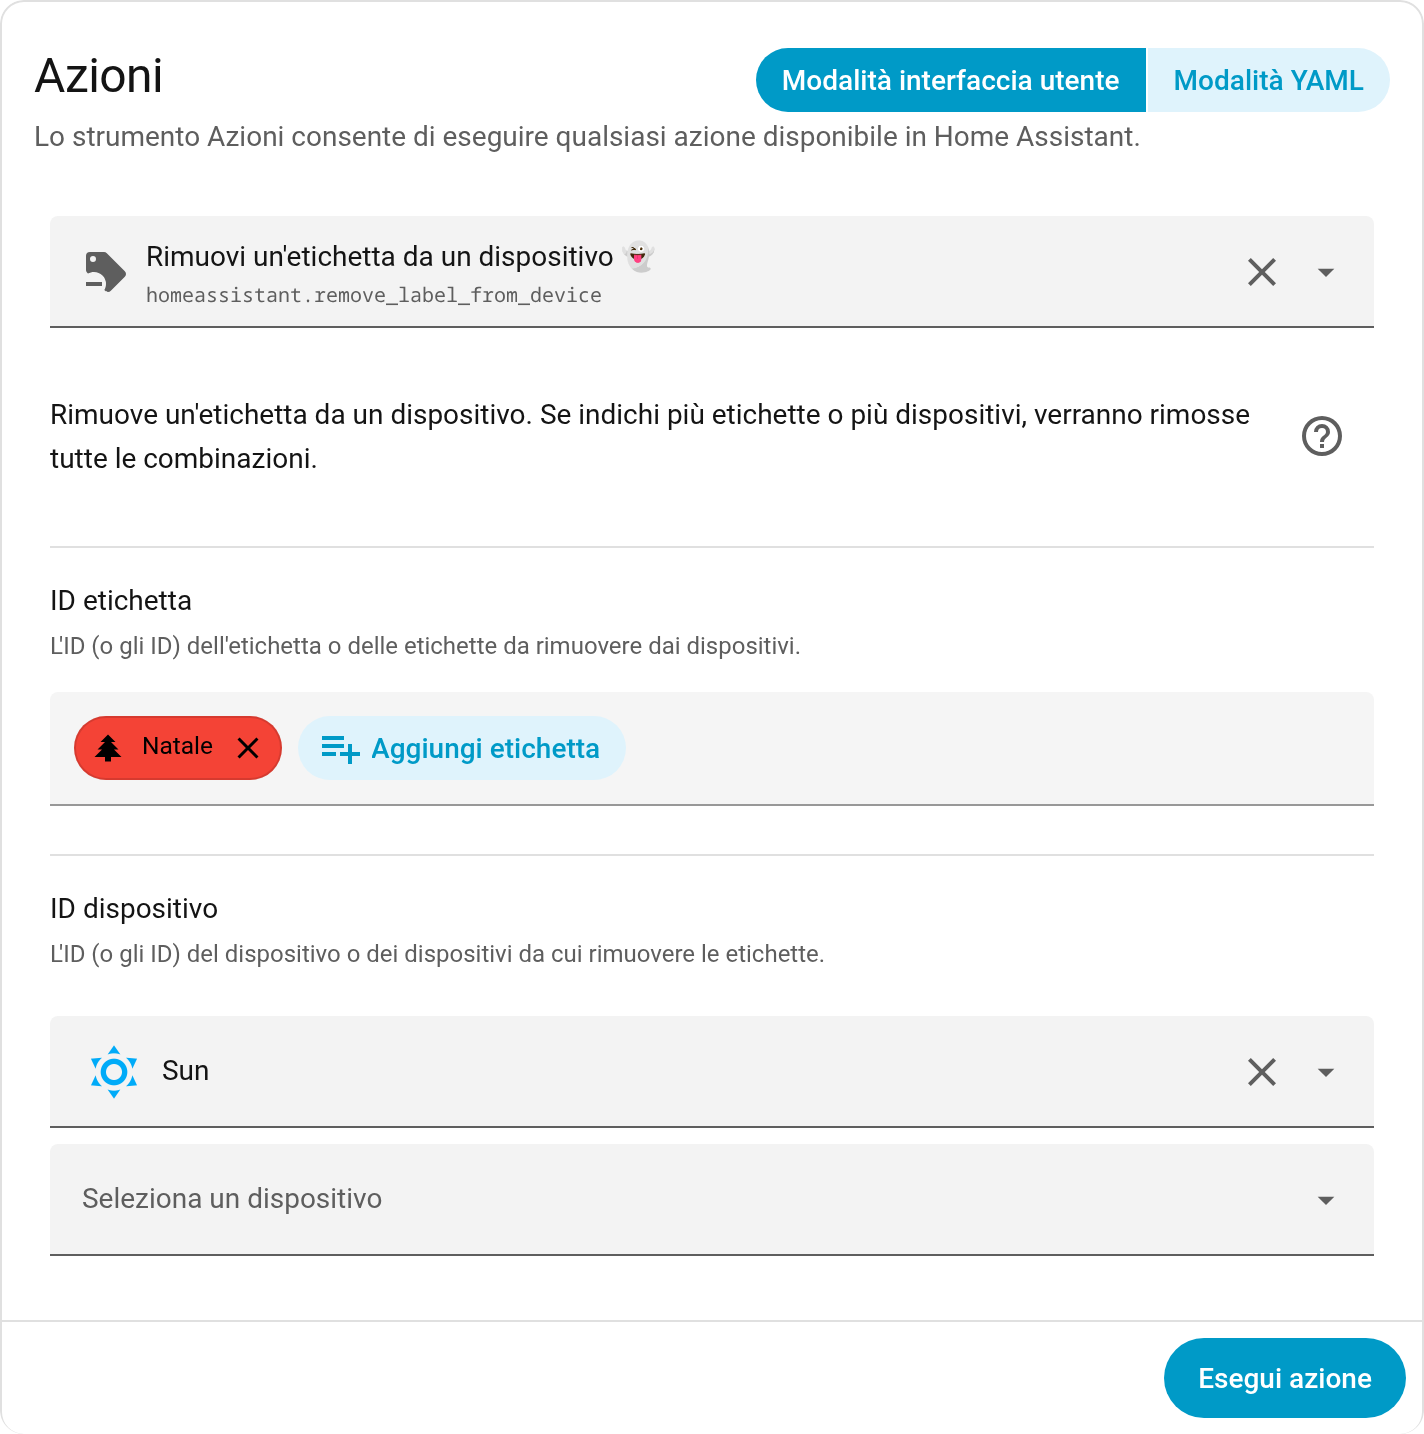 Azioni
Modalità interfaccia utente
Modalità YAML
Lo strumento Azioni consente di eseguire qualsiasi azione disponibile in Home Assistant.
Rimuovi un'etichetta da un dispositivo 👻
homeassistant.remove_label_from_device
Rimuove un'etichetta da un dispositivo. Se indichi più etichette o più dispositivi, verranno rimosse
tutte le combinazioni.
ID etichetta
L'ID (o gli ID) dell'etichetta o delle etichette da rimuovere dai dispositivi.
Natale
Aggiungi etichetta
ID dispositivo
L'ID (o gli ID) del dispositivo o dei dispositivi da cui rimuovere le etichette.
Sun
Seleziona un dispositivo
Esegui azione